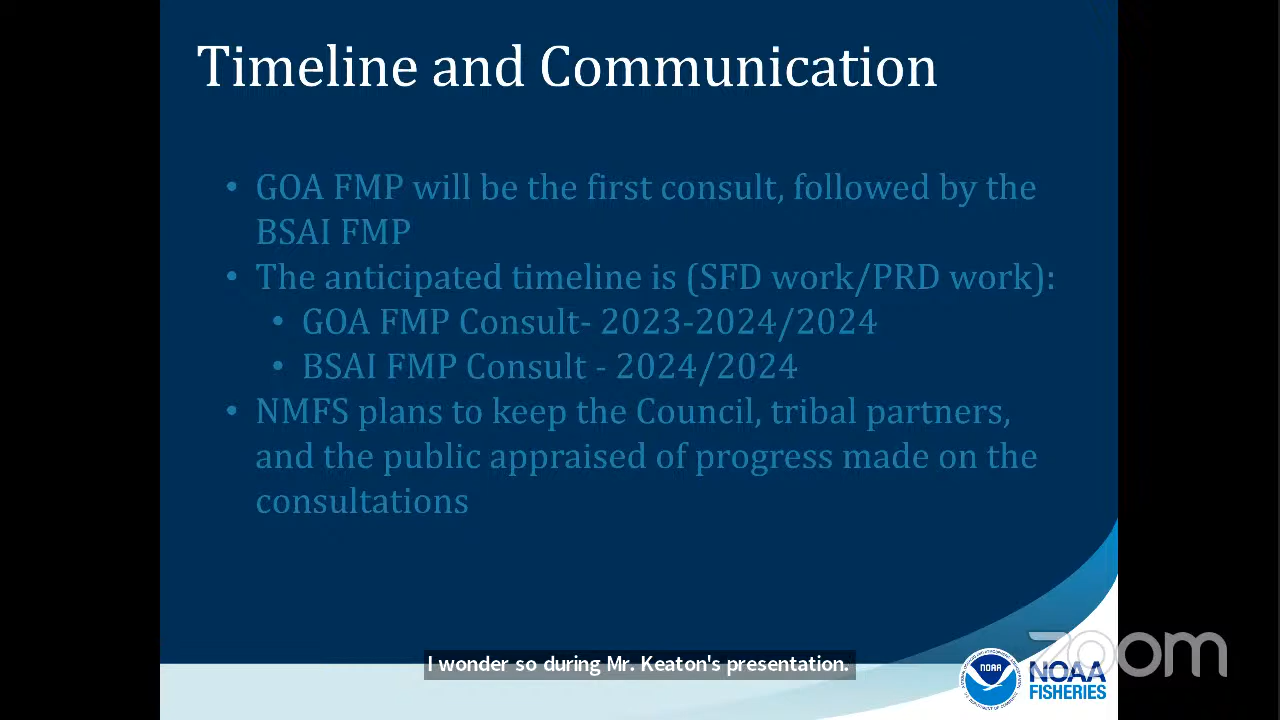 Timeline and Communication
• GOA FMP will be the first consult, followed by the
BSAI FMP
• The anticipated timeline is (SFD work/PRD work):
• GOA FMP Consult- 2023-2024/2024
• BSAI FMP Consult - 2024/2024
• NMFS plans to keep the Council, tribal partners,
and the public appraised of progress made on the
consultations
I wonder so during Mr. Keaton's presentation.
zoom
NOAA
NOAA
FISHERIES